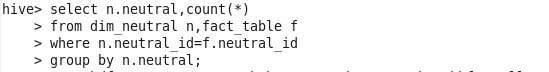 hive> select n.neutral,count(*)
> from dim_neutral n,fact_table f
> where n.neutral_id=f.neutral_id
> group by n.neutral;